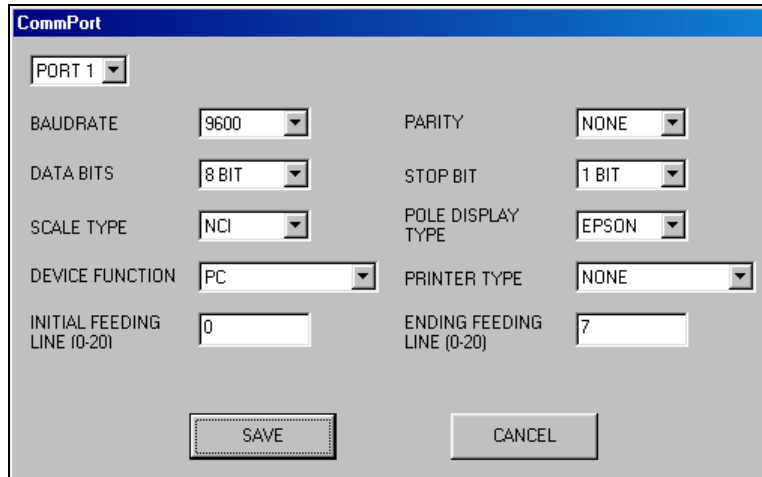 CommPort
PORT 1
BAUDRATE 9600 PARITY NONE
DATA BITS 8 BIT STOP BIT 1 BIT
SCALE TYPE NCI POLE DISPLAY TYPE EPSON
DEVICE FUNCTION PC PRINTER TYPE NONE
INITIAL FEEDING LINE (0-20) 0 ENDING FEEDING LINE (0-20) 7
SAVE CANCEL